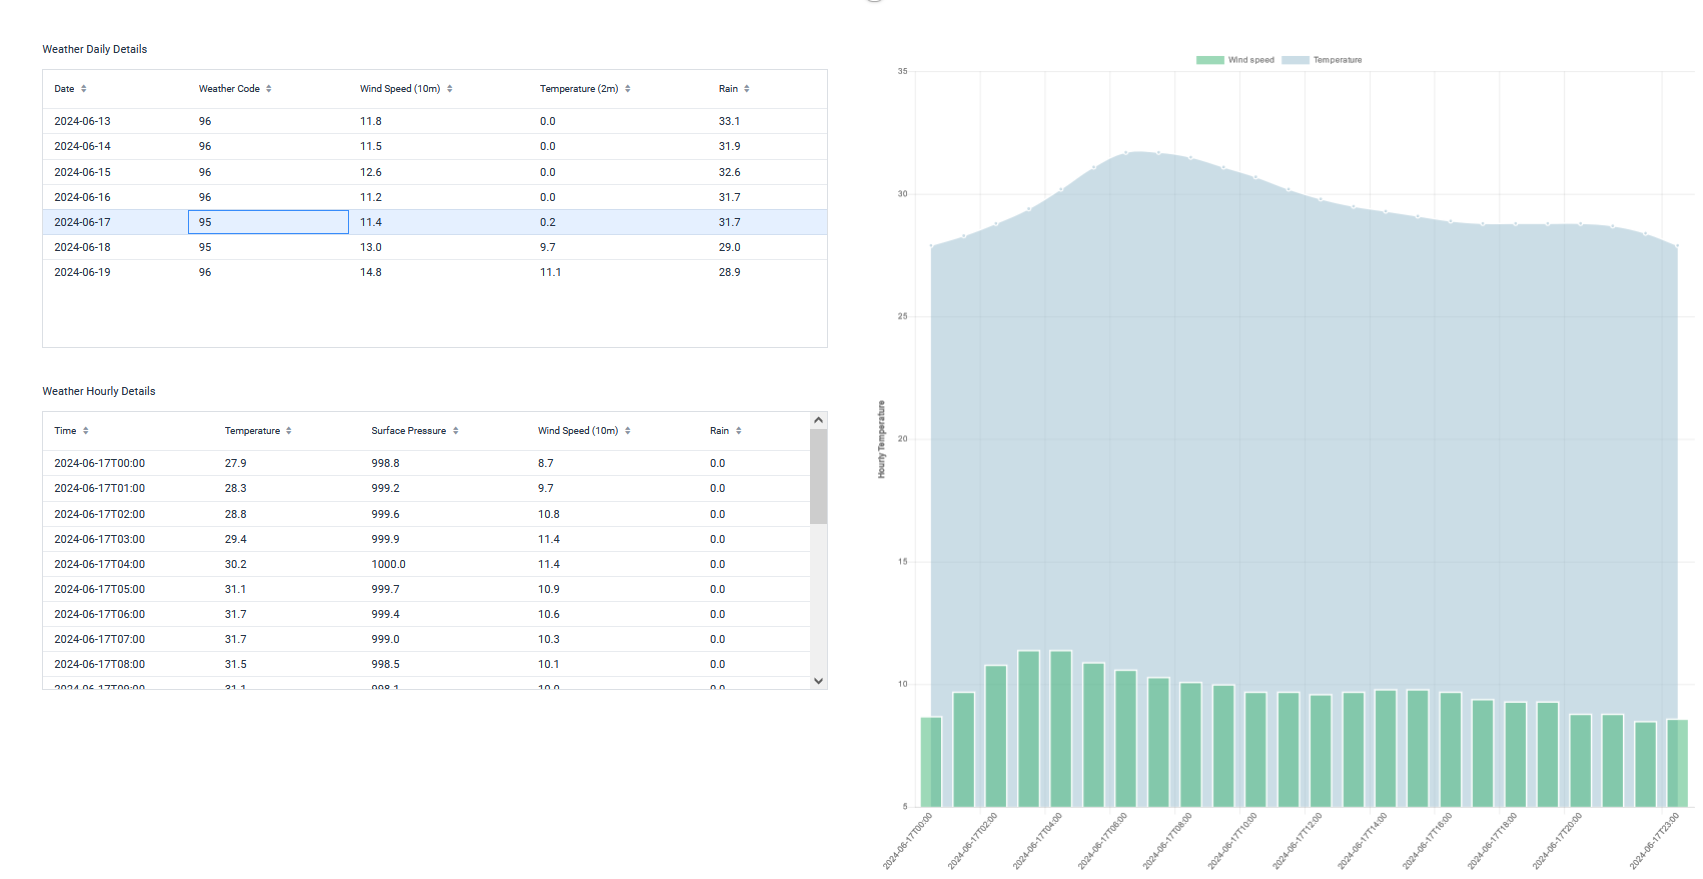 Weather Daily Details
Date Weather Code Wind Speed (10m) Temperature (2m) Rain
2024-06-13 96 11.8 0.0 33.1
2024-06-14 96 11.5 0.0 31.9
2024-06-15 96 12.6 0.0 32.6
2024-06-16 96 11.2 0.0 31.7
2024-06-17 95 11.4 0.2 31.7
2024-06-18 95 13.0 9.7 29.0
2024-06-19 96 14.8 11.1 28.9
Weather Hourly Details
Time Temperature Surface Pressure Wind Speed (10m) Rain
2024-06-17T00:00 27.9 998.8 8.7 0.0
2024-06-17T01:00 28.3 999.2 9.7 0.0
2024-06-17T02:00 28.8 999.6 10.8 0.0
2024-06-17T03:00 29.4 999.9 11.4 0.0
2024-06-17T04:00 30.2 1000.0 11.4 0.0
2024-06-17T05:00 31.1 999.7 10.9 0.0
2024-06-17T06:00 31.7 999.4 10.6 0.0
2024-06-17T07:00 31.7 999.0 10.3 0.0
2024-06-17T08:00 31.5 998.5 10.1 0.0
2024-06-17T09:00 31.1 998.1 10.0 0.0
Wind speed Temperature
35
30
25
20
15
10
5
Hourly Temperature
2024-06-17T00:00
2024-06-17T02:00
2024-06-17T04:00
2024-06-17T06:00
2024-06-17T08:00
2024-06-17T10:00
2024-06-17T12:00
2024-06-17T14:00
2024-06-17T16:00
2024-06-17T18:00
2024-06-17T20:00
2024-06-17T23:00